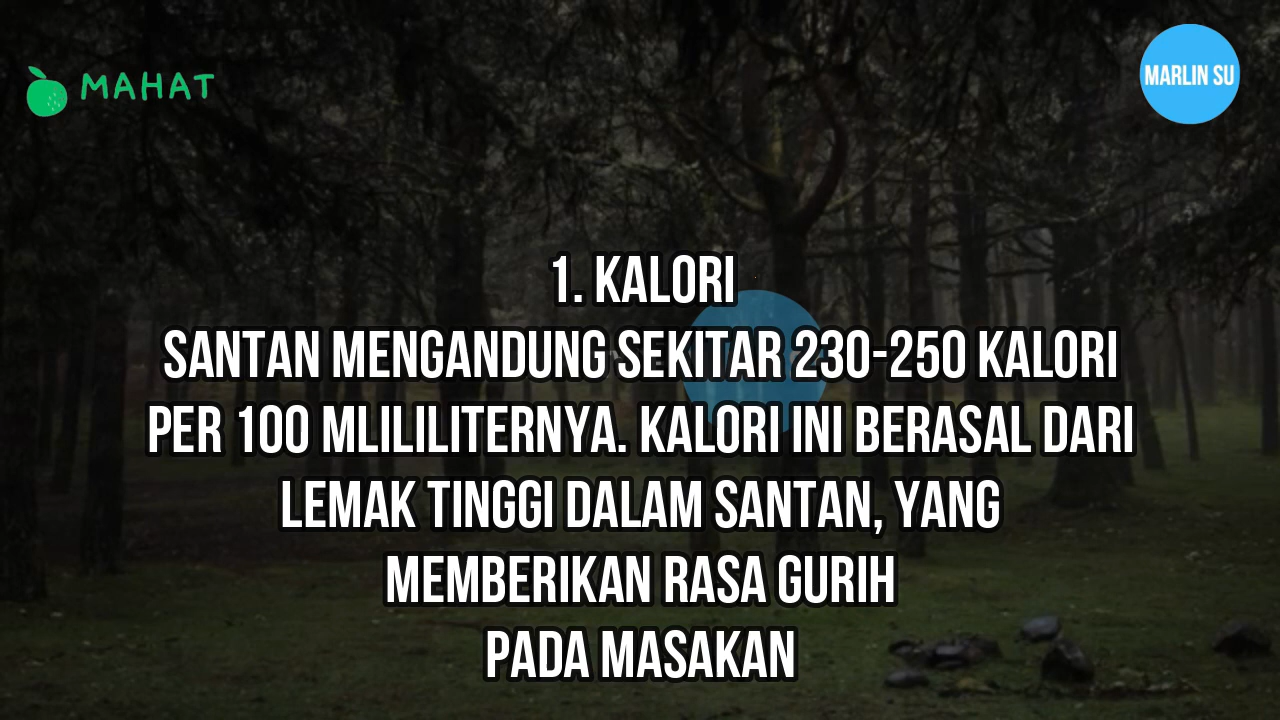 MAHAT
MARLIN SU
1. KALORI
SANTAN MENGANDUNG SEKITAR 230-250 KALORI
PER 100 MLILILITERNYA. KALORI INI BERASAL DARI
LEMAK TINGGI DALAM SANTAN, YANG
MEMBERIKAN RASA GURIH
PADA MASAKAN